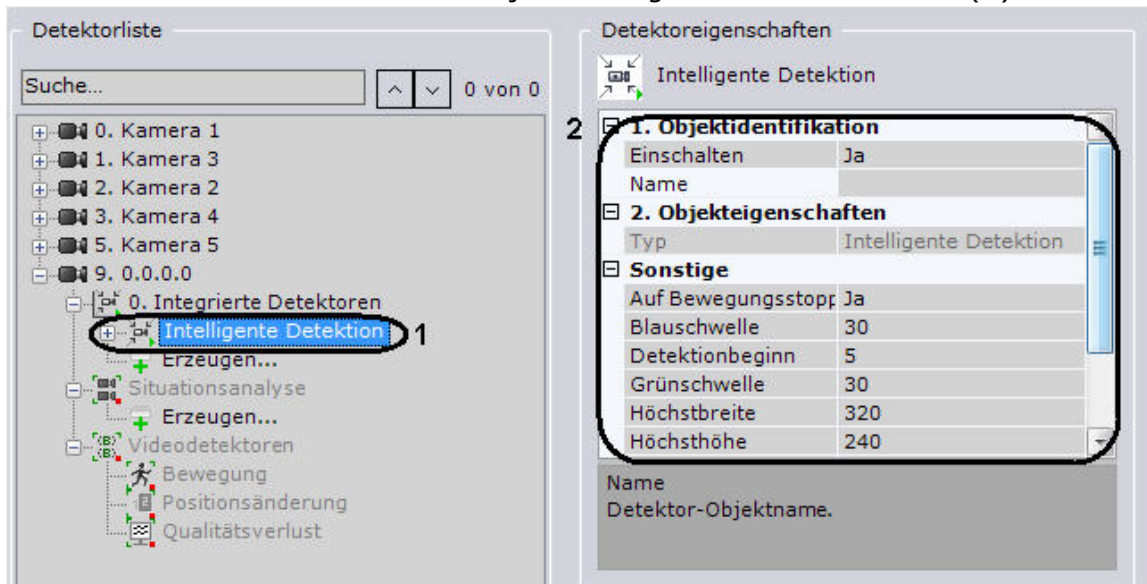 Detektorliste
Suche...
0 von 0
0. Kamera 1
1. Kamera 3
2. Kamera 2
3. Kamera 4
5. Kamera 5
9. 0.0.0.0
0. Integrierte Detektoren
Intelligente Detektion
1
Erzeugen...
Situationsanalyse
Erzeugen...
Videodetektoren
Bewegung
Positionsänderung
Qualitätsverlust
Detektoreigenschaften
Intelligente Detektion
2
1. Objektidentifikation
Einschalten Ja
Name
2. Objekteigenschaften
Typ Intelligente Detektion
Sonstige
Auf Bewegungsstopp Ja
Blauschwelle 30
Detektionbeginn 5
Grünschwelle 30
Höchstbreite 320
Höchsthöhe 240
Name
Detektor-Objektname.